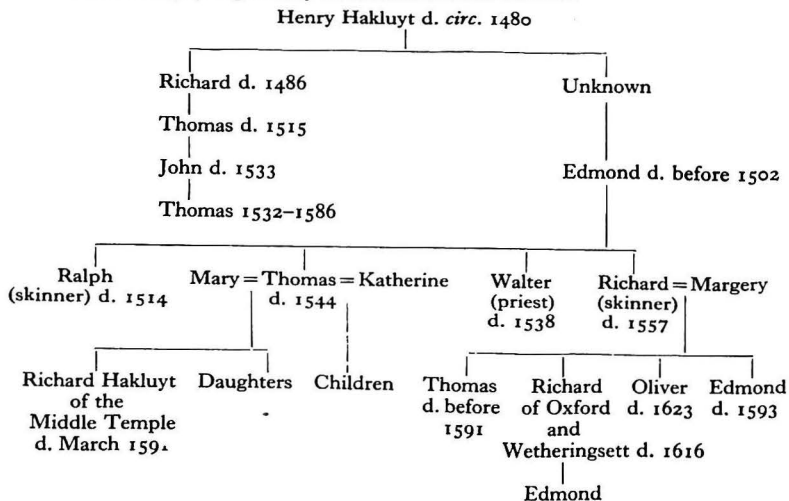 Henry Hakluyt d. circ. 1480
Richard d. 1486
Unknown
Thomas d. 1515
John d. 1533
Edmond d. before 1502
Thomas 1532–1586
Ralph
(skinner) d. 1514
Mary = Thomas = Katherine
d. 1544
Walter
(priest)
d. 1538
Richard = Margery
(skinner)
d. 1557
Richard Hakluyt
of the
Middle Temple
d. March
Daughters
Children
Thomas
d. before
1591
Richard
of Oxford
and
Wetheringsett d. 1616
Oliver
d. 1623
Edmond
d. 1593
Edmond